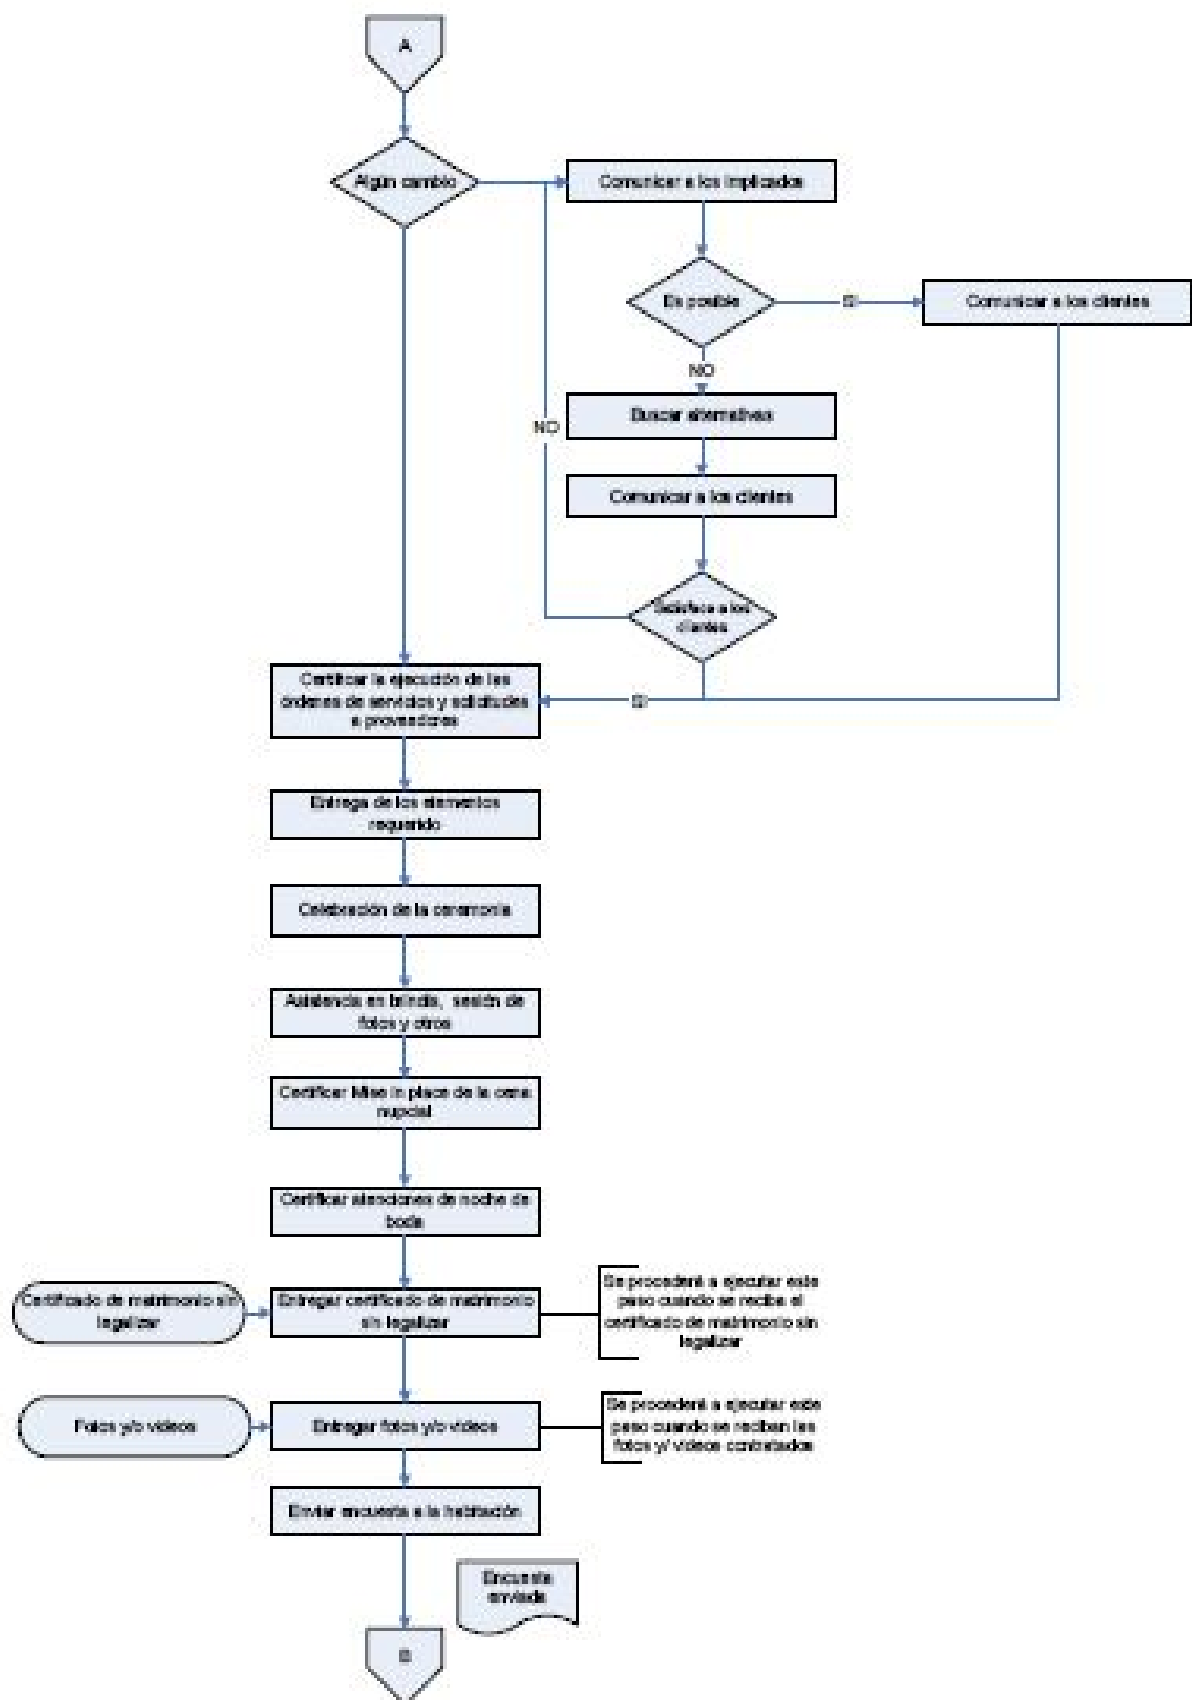 A
Algún cambio
Comunicar a los implicados
Es posible
SI
Comunicar a los clientes
NO
Buscar alternativas
NO
Comunicar a los clientes
Satisface a los
clientes
Certificar la ejecución de las
órdenes de servicios y solicitudes
a proveedores
SI
Entrega de los elementos
requerido
Celebración de la ceremonia
Asistencia en brindis, sesión de
fotos y otros
Certificar Mise in place de la cena
nupcial
Certificar atenciones de noche de
boda
Certificado de matrimonio sin
legalizar
Entregar certificado de matrimonio
sin legalizar
Se procederá a ejecutar este
paso cuando se reciba el
certificado de matrimonio sin
legalizar
Fotos y/o videos
Entregar fotos y/o videos
Se procederá a ejecutar este
paso cuando se reciban las
fotos y/ videos contratados
Enviar encuesta a la habitación
Encuesta
enviada
B